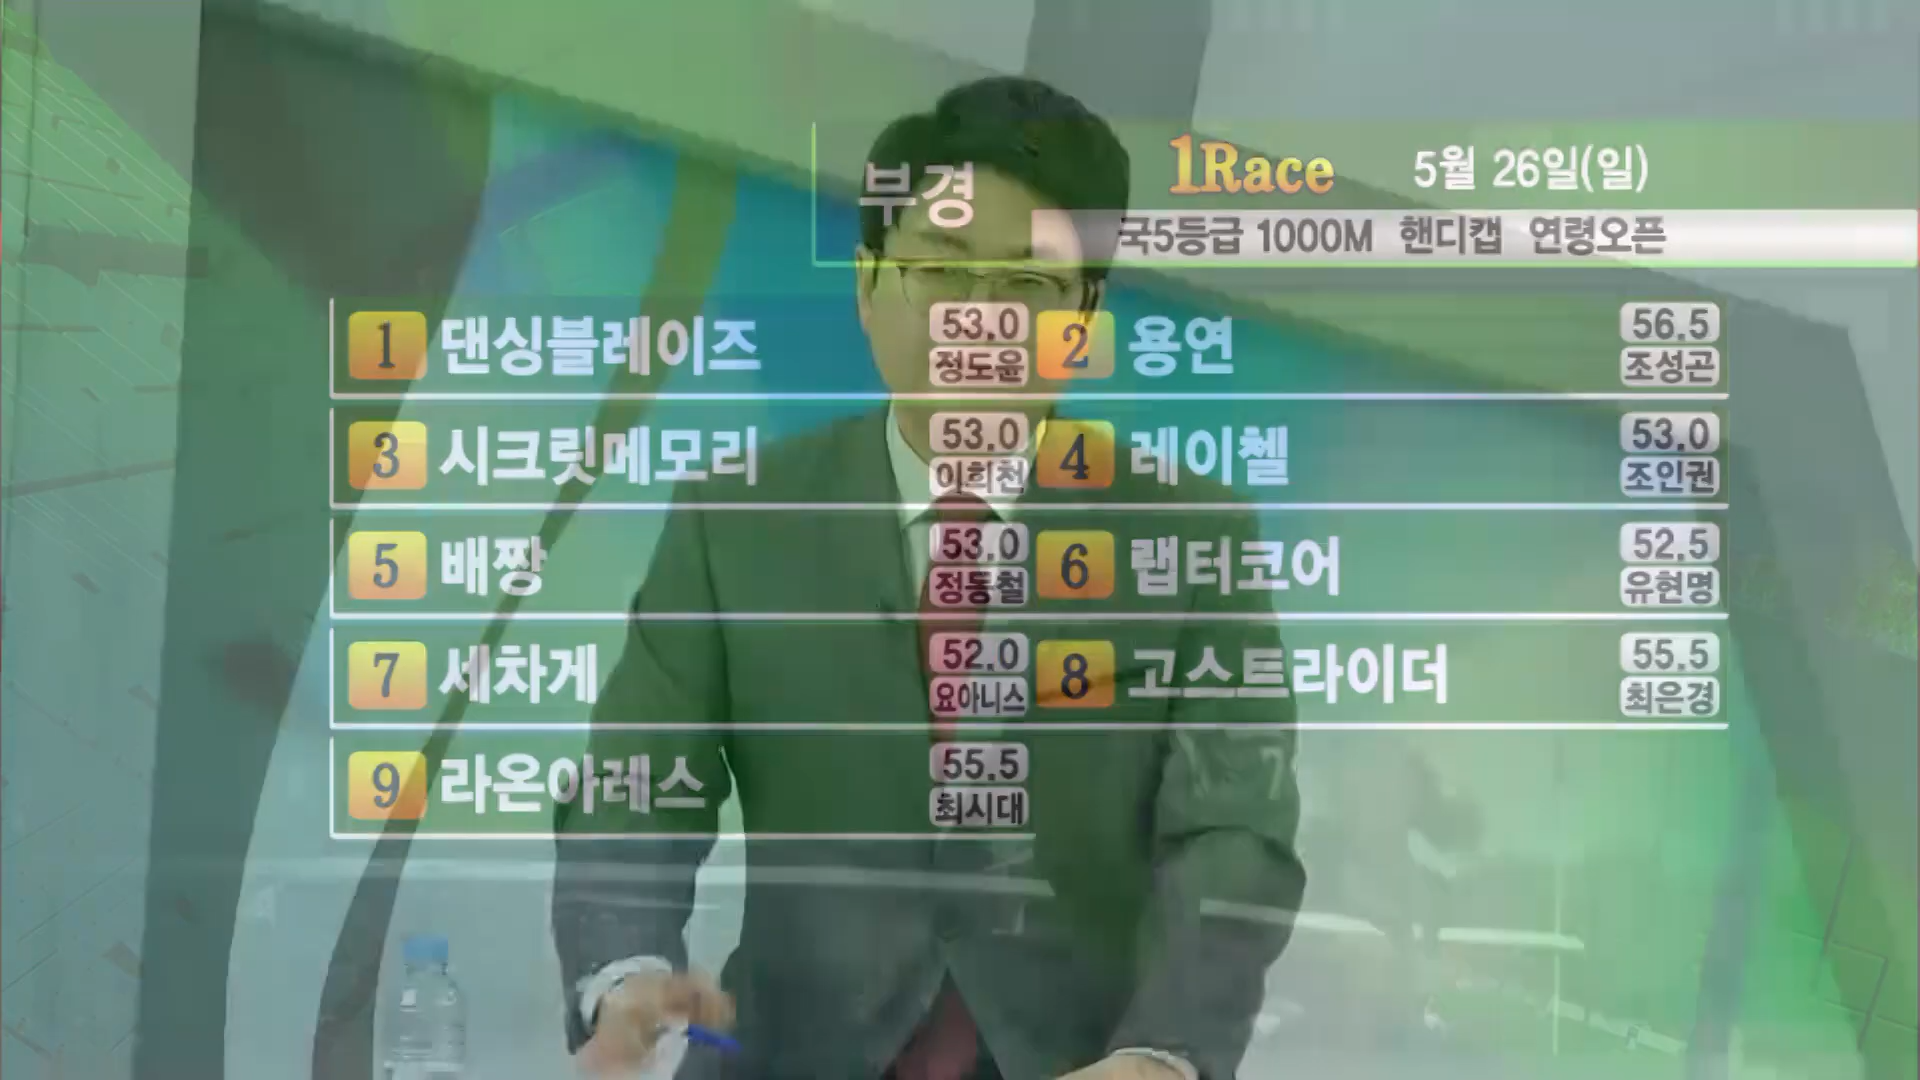 부경
1Race 5월 26일(일)
국5등급 1000M 핸디캡 연령오픈
1 댄싱블레이즈 53.0 정도윤
2 용연 56.5 조성곤
3 시크릿메모리 53.0 이희천
4 레이첼 53.0 조인권
5 배짱 53.0 정동철
6 랩터코어 52.5 유현명
7 세차게 52.0 요아니스
8 고스트라이더 55.5 최은경
9 라온아레스 55.5 최시대